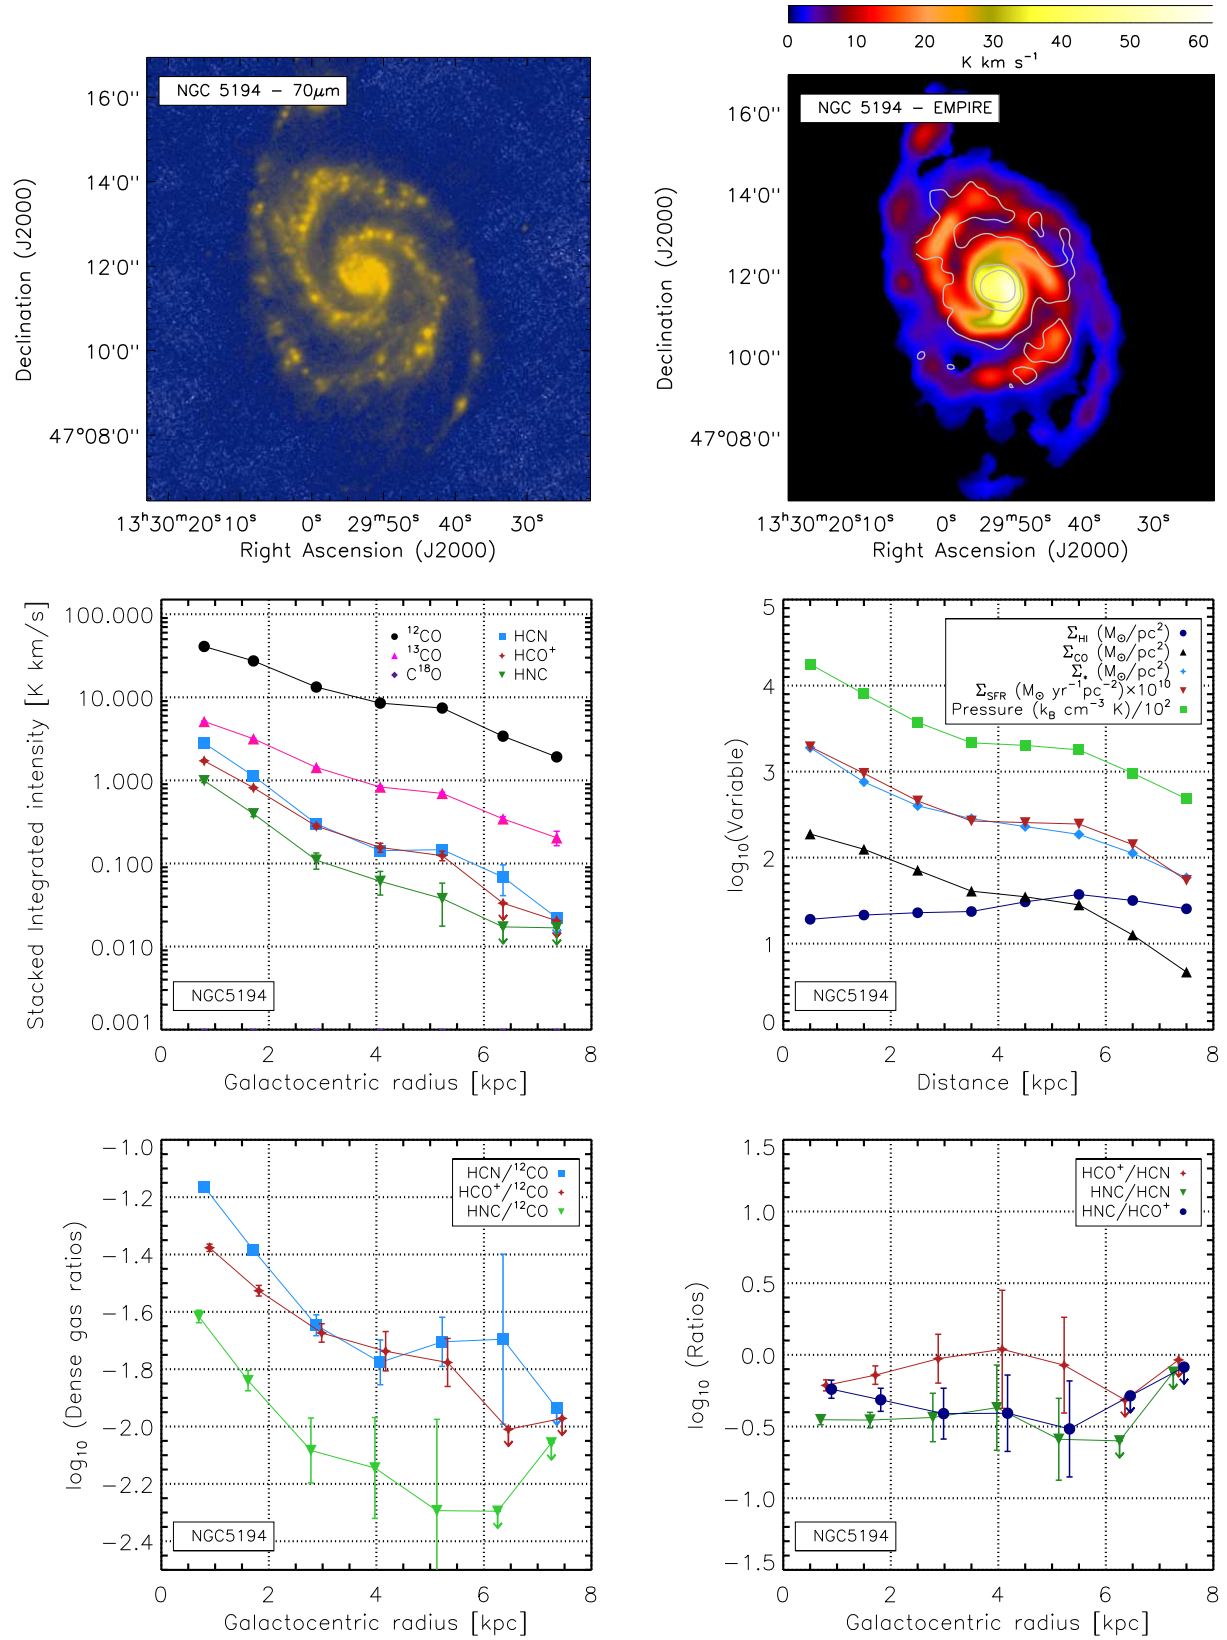 NGC 5194 - 70μm
16'0"
14'0"
12'0"
10'0"
47°08'0"
Declination (J2000)
13ʰ30ᵐ20ˢ10ˢ 0ˢ 29ᵐ50ˢ 40ˢ 30ˢ
Right Ascension (J2000)
0 10 20 30 40 50 60
K km s⁻¹
NGC 5194 - EMPIRE
16'0"
14'0"
12'0"
10'0"
47°08'0"
Declination (J2000)
13ʰ30ᵐ20ˢ10ˢ 0ˢ 29ᵐ50ˢ 40ˢ 30ˢ
Right Ascension (J2000)
Stacked Integrated intensity [K km/s]
100.000
10.000
1.000
0.100
0.010
0.001
¹²CO
¹³CO
C¹⁸O
HCN
HCO⁺
HNC
NGC5194
0 2 4 6 8
Galactocentric radius [kpc]
log₁₀(Variable)
5
4
3
2
1
0
Σ_HI (M⊙/pc²)
Σ_CO (M⊙/pc²)
Σ⋆ (M⊙/pc²)
Σ_SFR (M⊙ yr⁻¹pc⁻²)×10¹⁰
Pressure (k_B cm⁻³ K)/10²
NGC5194
0 2 4 6 8
Distance [kpc]
log₁₀ (Dense gas ratios)
-1.0
-1.2
-1.4
-1.6
-1.8
-2.0
-2.2
-2.4
HCN/¹²CO
HCO⁺/¹²CO
HNC/¹²CO
NGC5194
0 2 4 6 8
Galactocentric radius [kpc]
log₁₀ (Ratios)
1.5
1.0
0.5
0.0
-0.5
-1.0
-1.5
HCO⁺/HCN
HNC/HCN
HNC/HCO⁺
NGC5194
0 2 4 6 8
Galactocentric radius [kpc]